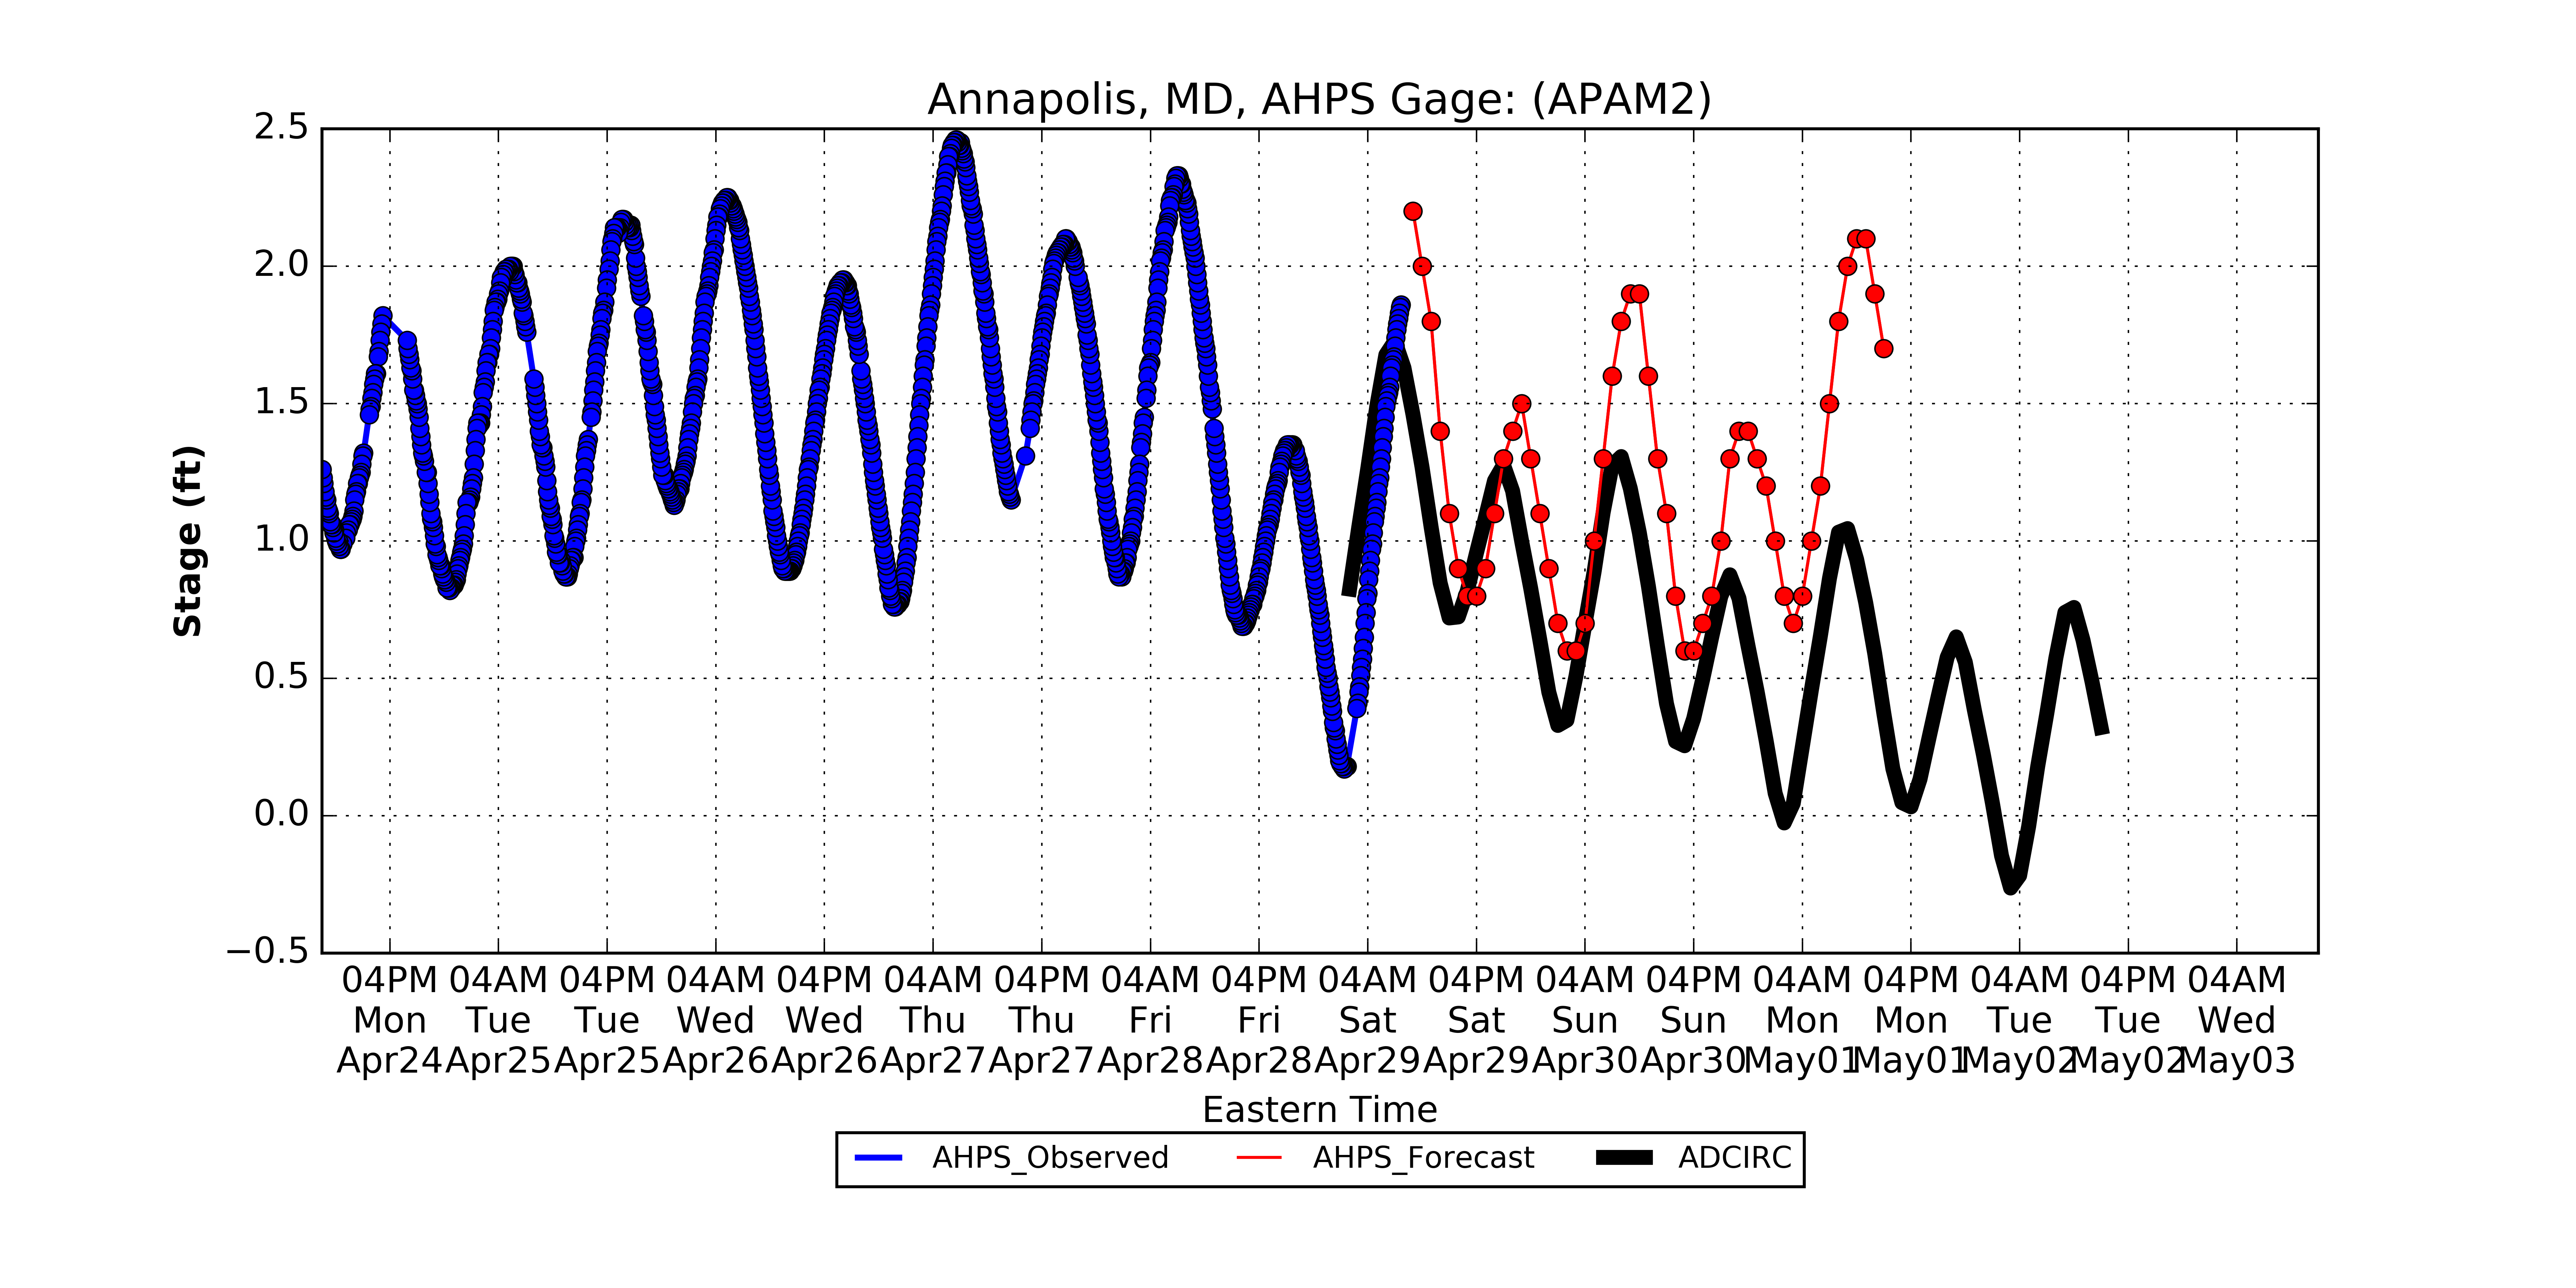 Annapolis, MD, AHPS Gage: (APAM2)
2.5
2.0
1.5
1.0
0.5
0.0
−0.5
Stage (ft)
04PM 04AM 04PM 04AM 04PM 04AM 04PM 04AM 04PM 04AM 04PM 04AM 04PM 04AM 04PM 04AM 04PM 04AM
Mon Tue Tue Wed Wed Thu Thu Fri Fri Sat Sat Sun Sun Mon Mon Tue Tue Wed
Apr24 Apr25 Apr25 Apr26 Apr26 Apr27 Apr27 Apr28 Apr28 Apr29 Apr29 Apr30 Apr30 May01 May01 May02 May02 May03
Eastern Time
AHPS_Observed AHPS_Forecast ADCIRC